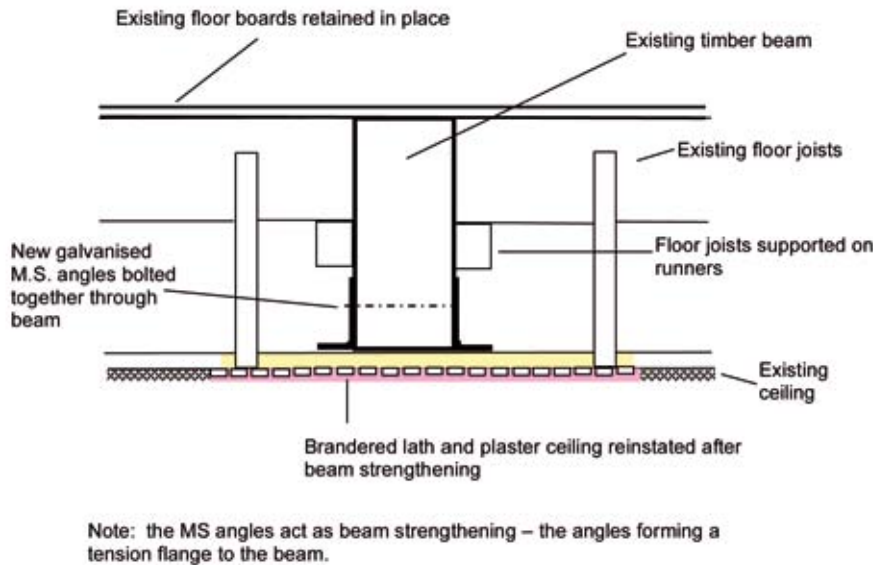 Existing floor boards retained in place
Existing timber beam
Existing floor joists
New galvanised
M.S. angles bolted
together through
beam
Floor joists supported on
runners
Existing
ceiling
Brandered lath and plaster ceiling reinstated after
beam strengthening
Note: the MS angles act as beam strengthening – the angles forming a
tension flange to the beam.